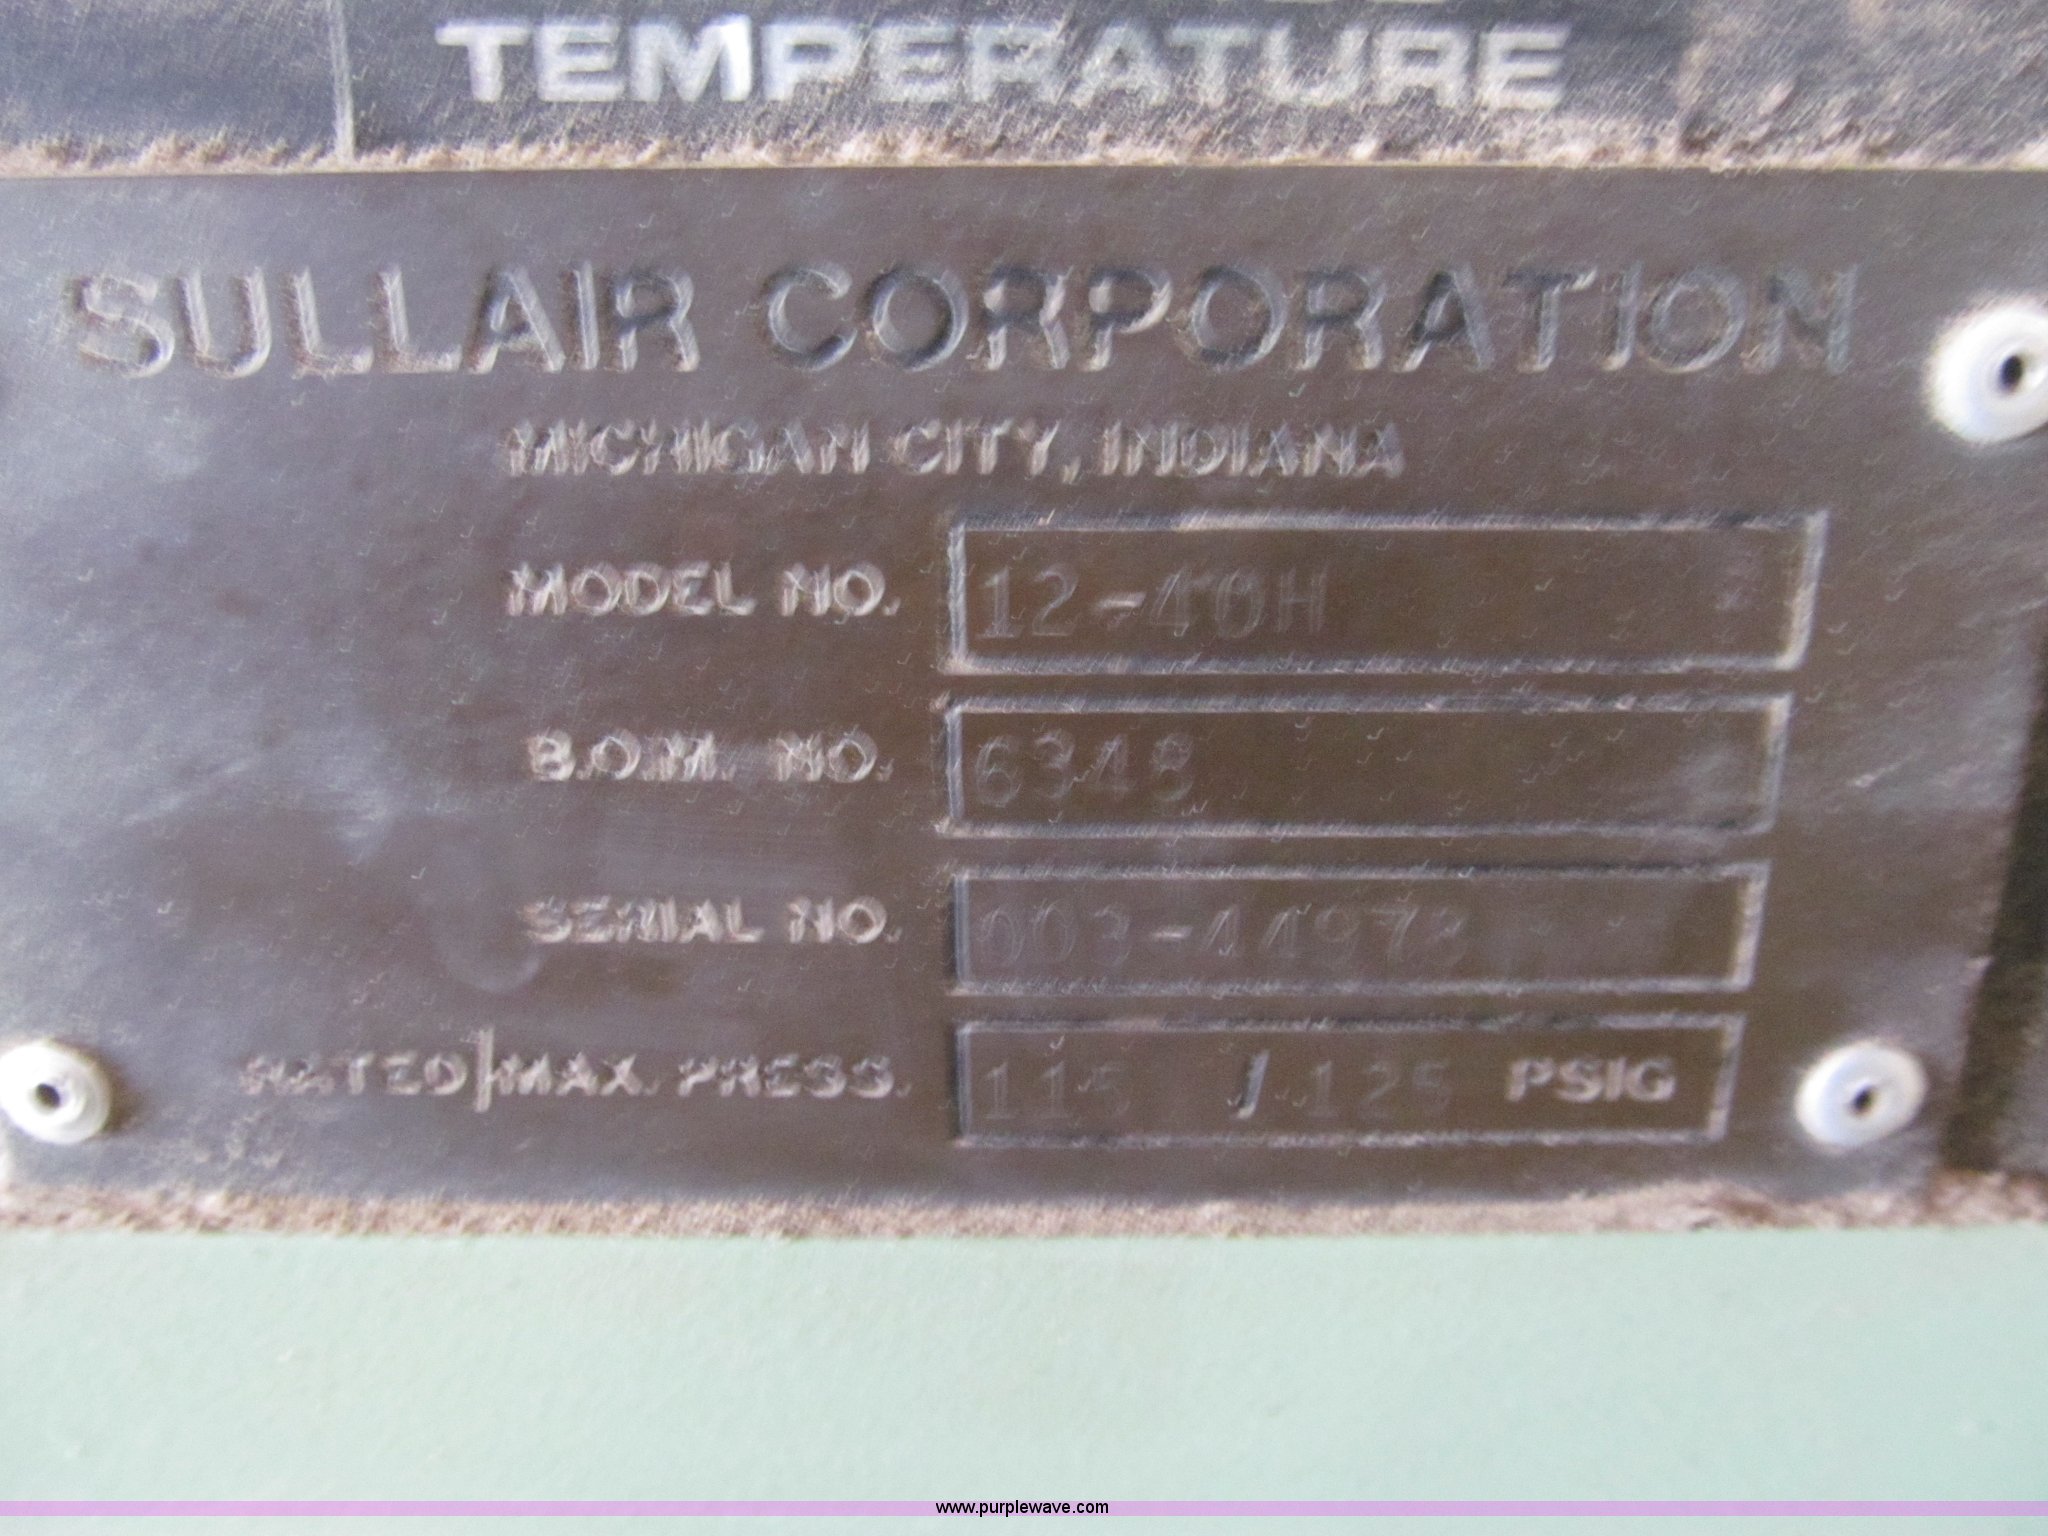 TEMPERATURE
SULLAIR CORPORATION
MICHIGAN CITY, INDIANA
MODEL NO. 12-40H
B.O.M. NO. 6348
SERIAL NO.
RATED/MAX. PRESS. 115 / 125 PSIG
www.purplewave.com